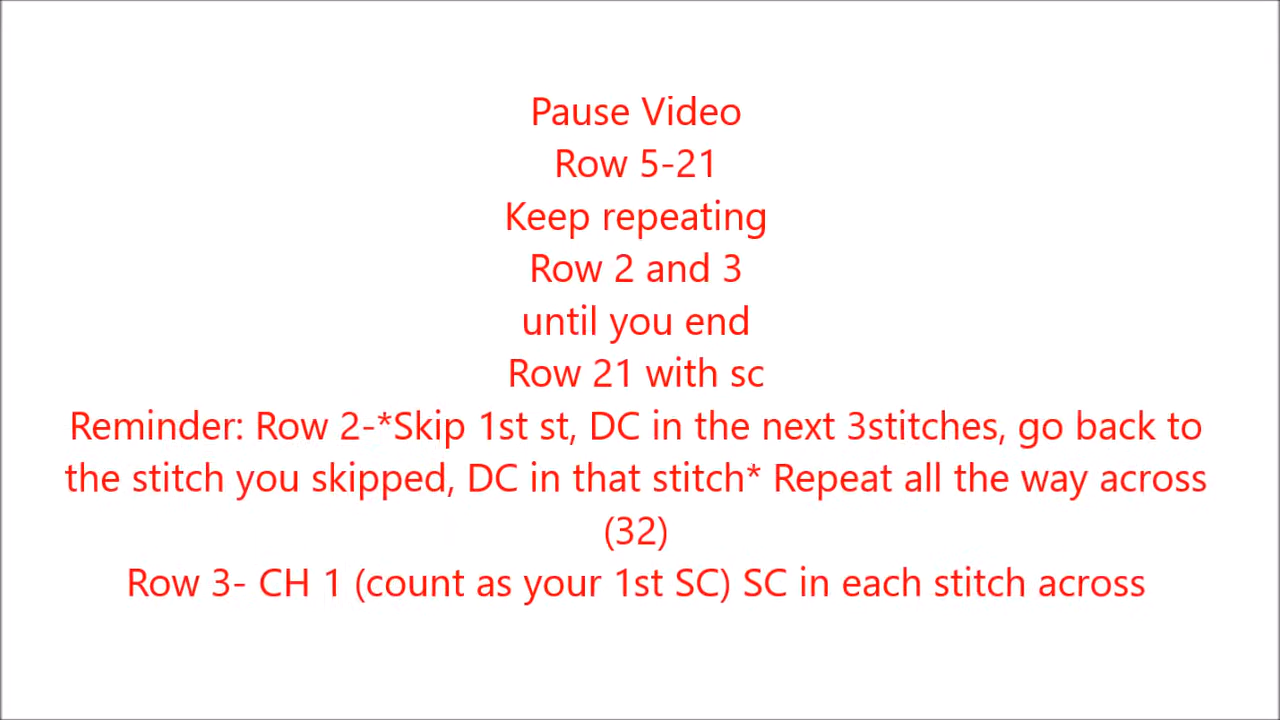 Pause Video
Row 5-21
Keep repeating
Row 2 and 3
until you end
Row 21 with sc
Reminder: Row 2-*Skip 1st st, DC in the next 3stitches, go back to
the stitch you skipped, DC in that stitch* Repeat all the way across
(32)
Row 3- CH 1 (count as your 1st SC) SC in each stitch across